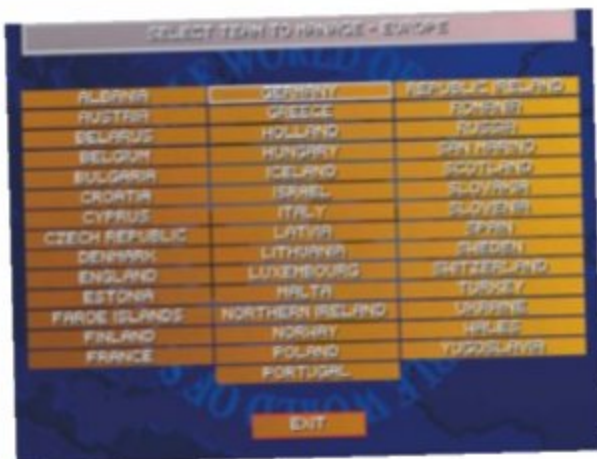 SELECT TEAM TO MANAGE - EUROPE
ALBANIA
AUSTRIA
BELARUS
BELGIUM
BULGARIA
CROATIA
CYPRUS
CZECH REPUBLIC
DENMARK
ENGLAND
ESTONIA
FAROE ISLANDS
FINLAND
FRANCE
GERMANY
GREECE
HOLLAND
HUNGARY
ICELAND
ISRAEL
ITALY
LATVIA
LITHUANIA
LUXEMBOURG
MALTA
NORTHERN IRELAND
NORWAY
POLAND
PORTUGAL
REPUBLIC IRELAND
ROMANIA
RUSSIA
SAN MARINO
SCOTLAND
SLOVAKIA
SLOVENIA
SPAIN
SWEDEN
SWITZERLAND
TURKEY
UKRAINE
WALES
YUGOSLAVIA
EXIT